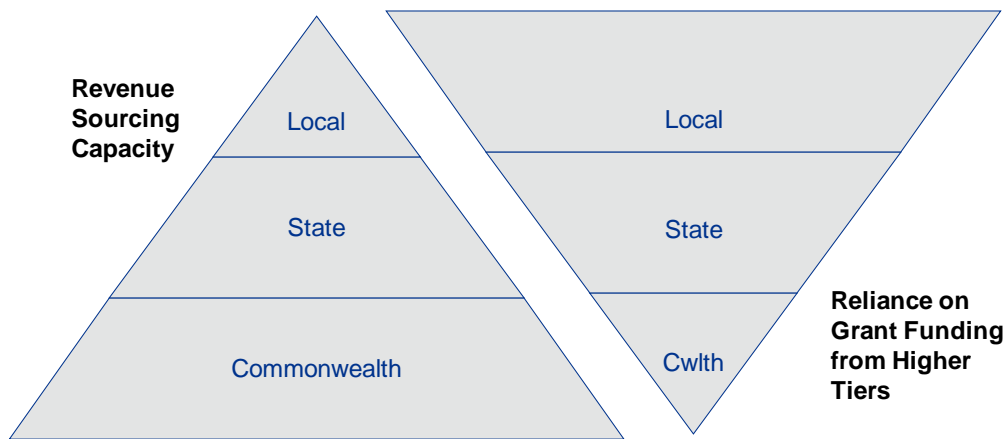 Revenue
Sourcing
Capacity
Local
State
Commonwealth
Local
State
Cwlth
Reliance on
Grant Funding
from Higher
Tiers